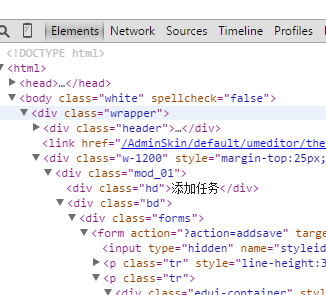 Elements Network Sources Timeline Profiles
<!DOCTYPE html>
<html>
<head>…</head>
<body class="white" spellcheck="false">
<div class="wrapper">
<div class="header">…</div>
<link href="/AdminSkin/default/umeditor/the
<div class="w-1200" style="margin-top:25px;
<div class="mod_01">
<div class="hd">添加任务</div>
<div class="bd">
<div class="forms">
<form action="?action=addsave" targe
<input type="hidden" name="styleid
<p class="tr" style="line-height:3
<p class="tr">
<div class="edui-container" style